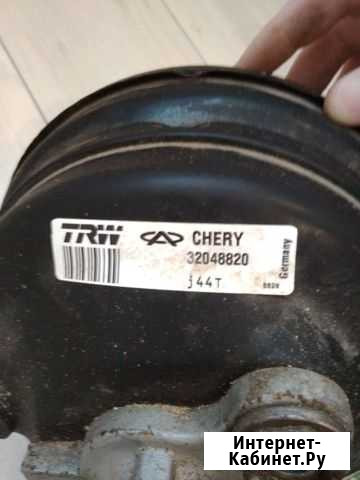 TRW CHERY
32048820
j44T
Germany
Интернет-
Кабинет.Ру